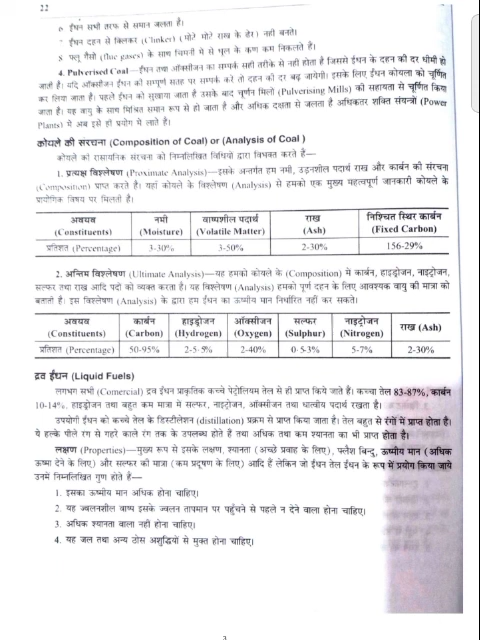 22
6 ईंधन सभी तरफ से समान जलता है।
7 ईंधन दहन से क्लिंकर (Clinker) (मोटे मोटे राख के ढेर) नहीं बनते।
8 फ्लू गैसों (flue gases) के साथ चिमनी में से धूल के कण कम निकलते हैं।
4. Pulverised Coal—ईंधन तथा ऑक्सीजन का सम्पर्क सही तरीके से नहीं होता है जिससे ईंधन के दहन की दर धीमी हो
जाती है। यदि ऑक्सीजन ईंधन की सम्पूर्ण सतह पर सम्पर्क करे तो दहन की दर बढ़ जायेगी। इसके लिए ईंधन कोयला को चूर्णित
कर लिया जाता है। पहले ईंधन को सुखाया जाता है उसके बाद चूर्णन मिलों (Pulverising Mills) की सहायता से चूर्णित किया
जाता है। यह वायु के साथ मिश्रित समान रूप से हो जाता है और अधिक दक्षता से जलता है अधिकतर शक्ति संयन्त्रों (Power
Plants) में अब इसे ही प्रयोग में लाते है।
कोयले की संरचना (Composition of Coal) or (Analysis of Coal)
कोयले की रासायनिक संरचना को निम्नलिखित विधियों द्वारा विभक्त करते है—
1. प्रत्यक्ष विश्लेषण (Proximate Analysis)—इसके अन्तर्गत हम नमी, उड़नशील पदार्थ राख और कार्बन की संरचना
(Composition) प्राप्त करते है। यहां कोयले के विश्लेषण (Analysis) से हमको एक मुख्य महत्वपूर्ण जानकारी कोयले के
प्रायोगिक विषय पर मिलती है।
अवयव नमी वाष्पशील पदार्थ राख निश्चित स्थिर कार्बन
(Constituents) (Moisture) (Volatile Matter) (Ash) (Fixed Carbon)
प्रतिशत (Percentage) 3-30% 3-50% 2-30% 156-29%
2. अन्तिम विश्लेषण (Ultimate Analysis)—यह हमको कोयले के (Composition) में कार्बन, हाइड्रोजन, नाइट्रोजन,
सल्फर तथा राख आदि पदों को व्यक्त करता है। यह विश्लेषण (Analysis) हमको पूर्ण दहन के लिए आवश्यक वायु की मात्रा को
बताती है। इस विश्लेषण (Analysis) के द्वारा हम ईंधन का ऊष्मीय मान निर्धारित नहीं कर सकते।
अवयव कार्बन हाइड्रोजन ऑक्सीजन सल्फर नाइट्रोजन राख (Ash)
(Constituents) (Carbon) (Hydrogen) (Oxygen) (Sulphur) (Nitrogen)
प्रतिशत (Percentage) 50-95% 2-5·5% 2-40% 0·5-3% 5-7% 2-30%
द्रव ईंधन (Liquid Fuels)
लगभग सभी (Comercial) द्रव ईंधन प्राकृतिक कच्चे पेट्रोलियम तेल से ही प्राप्त किये जाते हैं। कच्चा तेल 83-87%, कार्बन
10-14%, हाइड्रोजन तथा बहुत कम मात्रा में सल्फर, नाइट्रोजन, ऑक्सीजन तथा धात्वीय पदार्थ रखता है।
उपयोगी ईंधन को कच्चे तेल के डिस्टीलेशन (distillation) प्रक्रम से प्राप्त किया जाता है। तेल बहुत से रंगों में प्राप्त होता है।
ये हल्के पीले रंग से गहरे काले रंग तक के उपलब्ध होते हैं तथा अधिक तथा कम श्यानता का भी प्राप्त होता है।
लक्षण (Properties)—मुख्य रूप से इसके लक्षण, श्यानता (अच्छे प्रवाह के लिए), फ्लैश बिन्दु, ऊष्मीय मान (अधिक
ऊष्मा देने के लिए) और सल्फर की मात्रा (कम प्रदूषण के लिए) आदि हैं लेकिन जो ईंधन तेल ईंधन के रूप में प्रयोग किया जाये
उनमें निम्नलिखित गुण होते हैं—
1. इसका ऊष्मीय मान अधिक होना चाहिए।
2. यह ज्वलनशील वाष्प इसके ज्वलन तापमान पर पहुँचने से पहले न देने वाला होना चाहिए।
3. अधिक श्यानता वाला नहीं होना चाहिए।
4. यह जल तथा अन्य ठोस अशुद्धियों से मुक्त होना चाहिए।